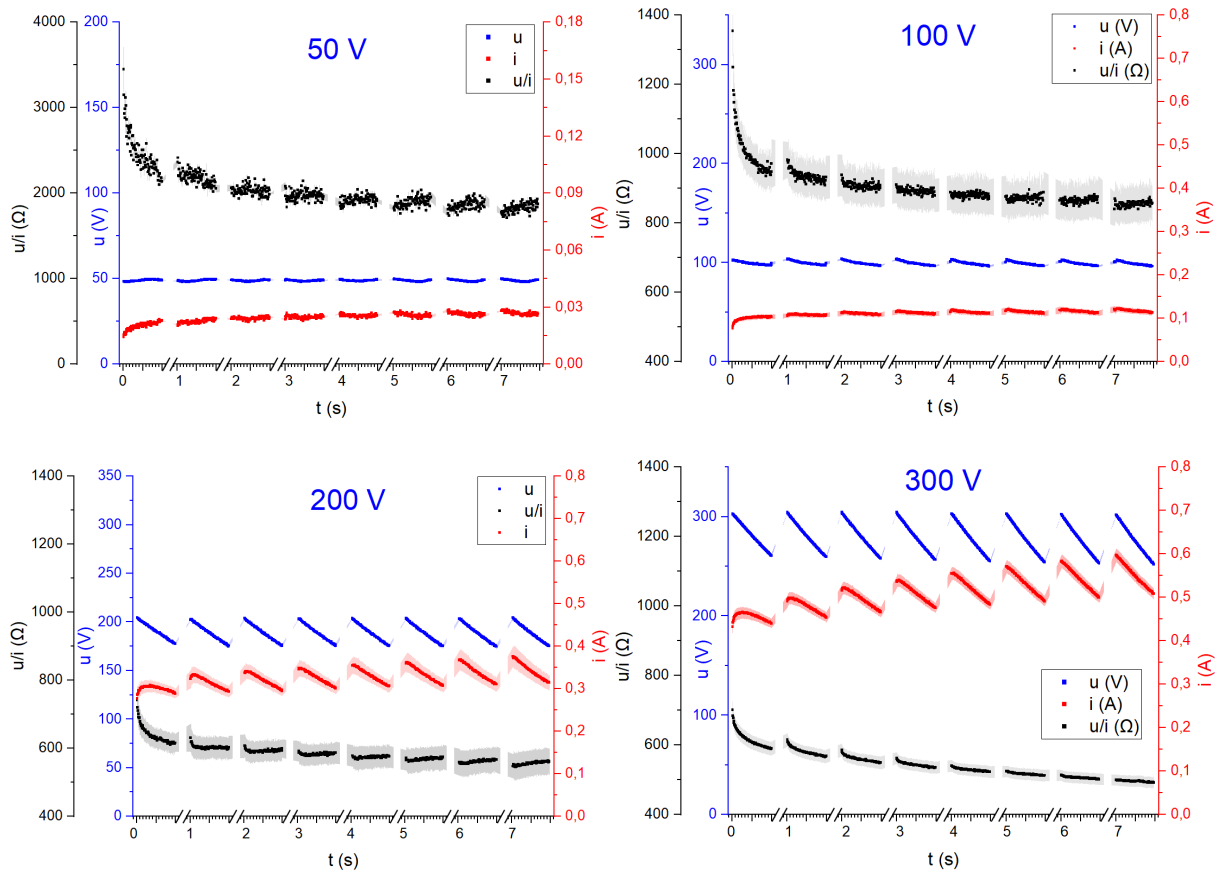 50 V
u
i
u/i
4000
3000
2000
1000
0
u/i (Ω)
200
150
100
50
0
u (V)
0,18
0,15
0,12
0,09
0,06
0,03
0,00
i (A)
0 1 2 3 4 5 6 7
t (s)
100 V
u (V)
i (A)
u/i (Ω)
1400
1200
1000
800
600
400
u/i (Ω)
300
200
100
0
u (V)
0,8
0,7
0,6
0,5
0,4
0,3
0,2
0,1
0,0
i (A)
0 1 2 3 4 5 6 7
t (s)
200 V
u
u/i
i
1400
1200
1000
800
600
400
u/i (Ω)
350
300
250
200
150
100
75
50
0
u (V)
0,8
0,7
0,6
0,5
0,4
0,3
0,1
0,0
i (A)
0 1 2 3 4 5 6 7
t (s)
300 V
u (V)
i (A)
u/i (Ω)
1400
1200
1000
800
600
400
u/i (Ω)
300
200
100
0
u (V)
0,8
0,7
0,6
0,5
0,4
0,3
0,2
0,1
0,0
i (A)
0 1 2 3 4 5 6 7
t (s)